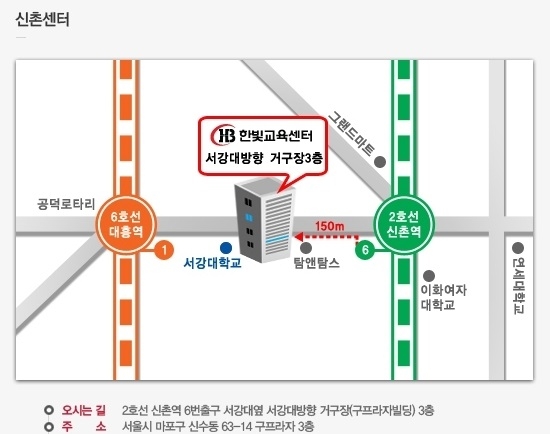 신촌센터
그랜드마트
HB 한빛교육센터
서강대방향 거구장3층
공덕로타리
6호선
대흥역
150m
2호선
신촌역
1
서강대학교
탐앤탐스
6
이화여자
대학교
연세대학교
오시는 길 2호선 신촌역 6번출구 서강대옆 서강대방향 거구장(구프라자빌딩) 3층
주 소 서울시 마포구 신수동 63-14 구프라자 3층